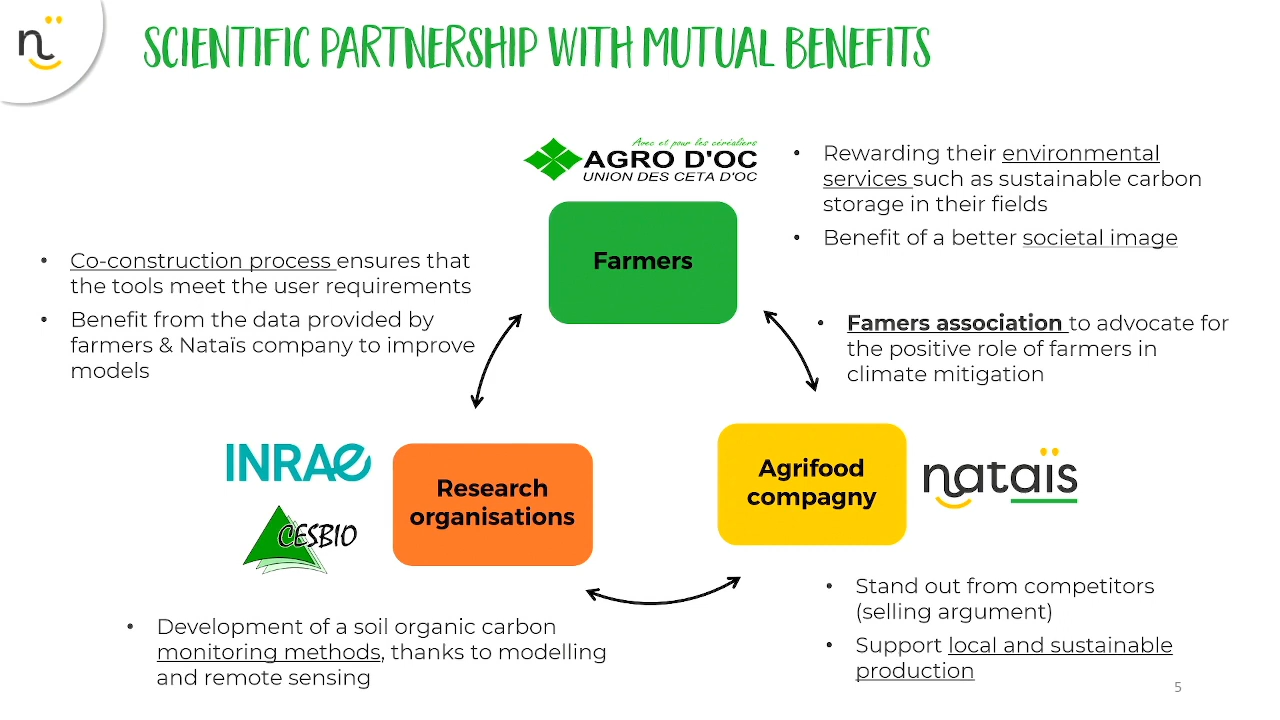 nï
SCIENTIFIC PARTNERSHIP WITH MUTUAL BENEFITS
Avec et pour les céréaliers
AGRO D'OC
UNION DES CETA D'OC
• Rewarding their environmental
services such as sustainable carbon
storage in their fields
• Benefit of a better societal image
Farmers
• Co-construction process ensures that
the tools meet the user requirements
• Benefit from the data provided by
farmers & Nataïs company to improve
models
• Famers association to advocate for
the positive role of farmers in
climate mitigation
INRAE
CESBIO
Research
organisations
Agrifood
compagny
nataïs
• Development of a soil organic carbon
monitoring methods, thanks to modelling
and remote sensing
• Stand out from competitors
(selling argument)
• Support local and sustainable
production
5